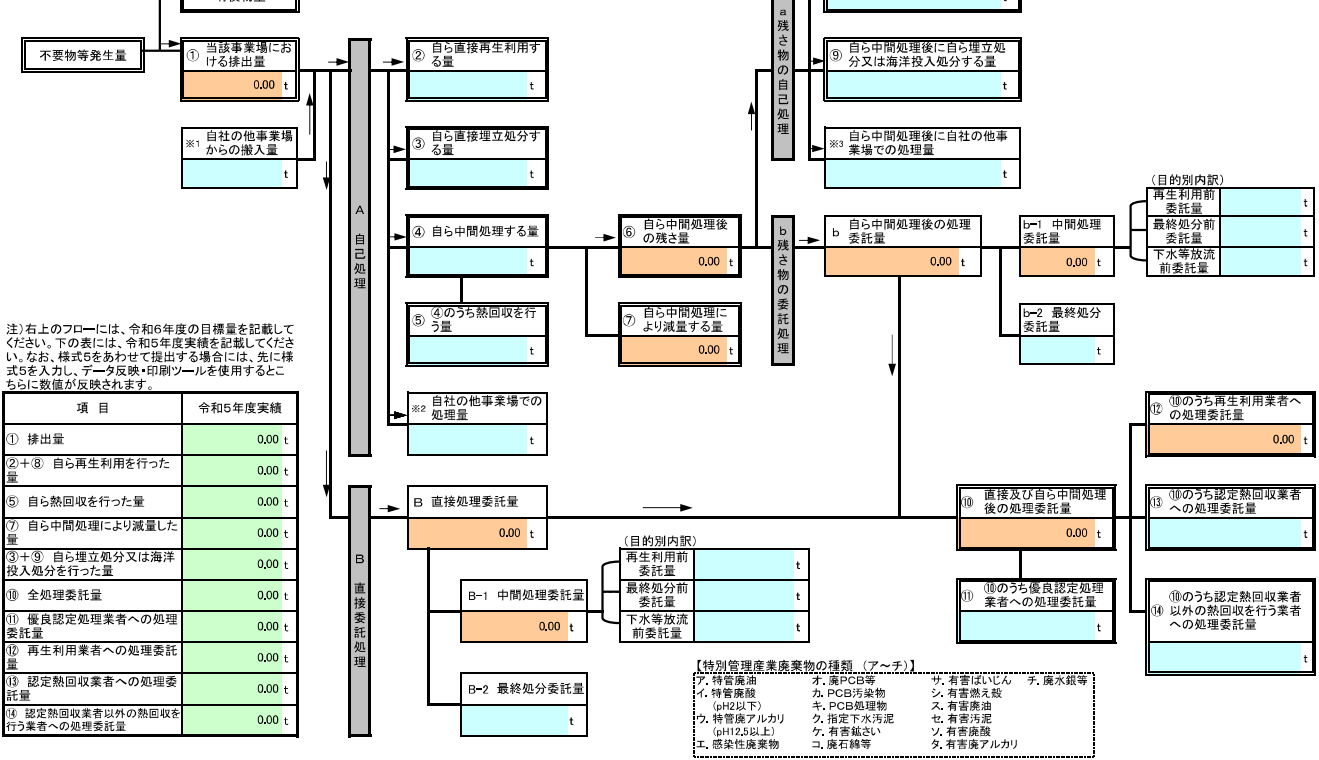 不要物等発生量
① 当該事業場にお
ける排出量
0.00 t
※1 自社の他事業場
からの搬入量
t
A 自己処理
② 自ら直接再生利用す
る量
t
③ 自ら直接埋立処分す
る量
t
④ 自ら中間処理する量
t
⑤ ④のうち熱回収を行
う量
t
※2 自社の他事業場での
処理量
t
⑥ 自ら中間処理後
の残さ量
0.00 t
⑦ 自ら中間処理に
より減量する量
0.00 t
a 残さ物の自己処理
⑨ 自ら中間処理後に自ら埋立処
分又は海洋投入処分する量
t
※3 自ら中間処理後に自社の他事
業場での処理量
t
b 残さ物の委託処理
b 自ら中間処理後の処理
委託量
0.00 t
b-1 中間処理
委託量
0.00 t
(目的別内訳)
再生利用前
委託量
t
最終処分前
委託量
t
下水等放流
前委託量
t
b-2 最終処分
委託量
t
注)右上のフローには、令和6年度の目標量を記載して
ください。下の表には、令和5年度実績を記載してくださ
い。なお、様式5をあわせて提出する場合には、先に様
式5を入力し、データ反映・印刷ツールを使用するとこ
ちらに数値が反映されます。
項 目 令和5年度実績
① 排出量 0.00 t
②+⑧ 自ら再生利用を行った
量 0.00 t
⑤ 自ら熱回収を行った量 0.00 t
⑦ 自ら中間処理により減量した
量 0.00 t
③+⑨ 自ら埋立処分又は海洋
投入処分を行った量 0.00 t
⑩ 全処理委託量 0.00 t
⑪ 優良認定処理業者への処理
委託量 0.00 t
⑫ 再生利用業者への処理委託
量 0.00 t
⑬ 認定熱回収業者への処理委
託量 0.00 t
⑭ 認定熱回収業者以外の熱回収を
行う業者への処理委託量 0.00 t
B 直接委託処理
B 直接処理委託量
0.00 t
B-1 中間処理委託量
0.00 t
(目的別内訳)
再生利用前
委託量
t
最終処分前
委託量
t
下水等放流
前委託量
t
B-2 最終処分委託量
t
⑩ 直接及び自ら中間処理
後の処理委託量
0.00 t
⑪ ⑩のうち優良認定処理
業者への処理委託量
t
⑫ ⑩のうち再生利用業者へ
の処理委託量
0.00 t
⑬ ⑩のうち認定熱回収業者
への処理委託量
t
⑭ ⑩のうち認定熱回収業者
以外の熱回収を行う業者
への処理委託量
t
【特別管理産業廃棄物の種類 (ア~チ)】
ア. 特管廃油 オ. 廃PCB等 サ. 有害ばいじん チ. 廃水銀等
イ. 特管廃酸 カ. PCB汚染物 シ. 有害燃え殻
(pH2以下) キ. PCB処理物 ス. 有害廃油
ウ. 特管廃アルカリ ク. 指定下水汚泥 セ. 有害汚泥
(pH12.5以上) ケ. 有害鉱さい ソ. 有害廃酸
エ. 感染性廃棄物 コ. 廃石綿等 タ. 有害廃アルカリ